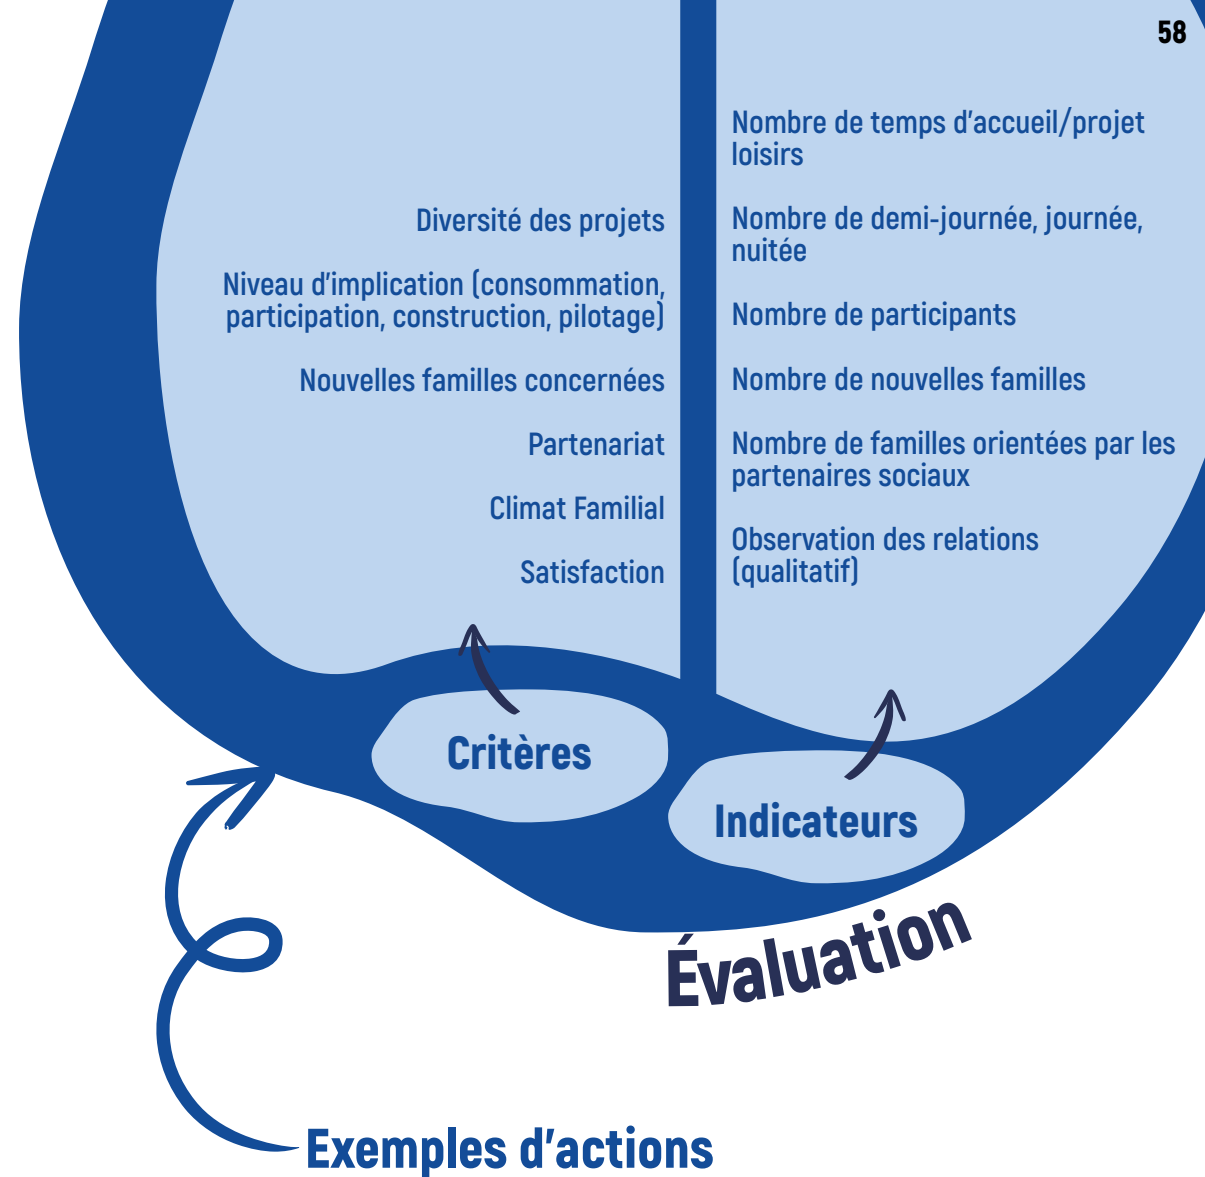 58
Diversité des projets
Niveau d'implication (consommation,
participation, construction, pilotage)
Nouvelles familles concernées
Partenariat
Climat Familial
Satisfaction
Nombre de temps d'accueil/projet
loisirs
Nombre de demi-journée, journée,
nuitée
Nombre de participants
Nombre de nouvelles familles
Nombre de familles orientées par les
partenaires sociaux
Observation des relations
(qualitatif)
Critères
Indicateurs
Évaluation
Exemples d'actions